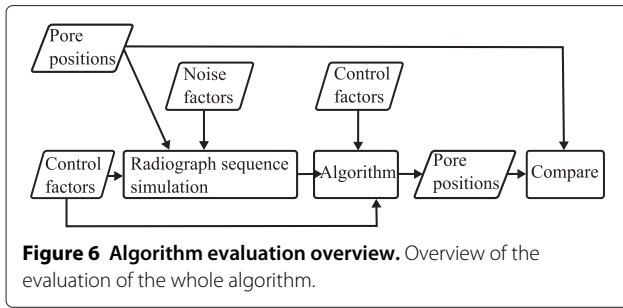 Pore
positions
Noise
factors
Control
factors
Control
factors
Radiograph sequence
simulation
Algorithm
Pore
positions
Compare
Figure 6 Algorithm evaluation overview. Overview of the
evaluation of the whole algorithm.